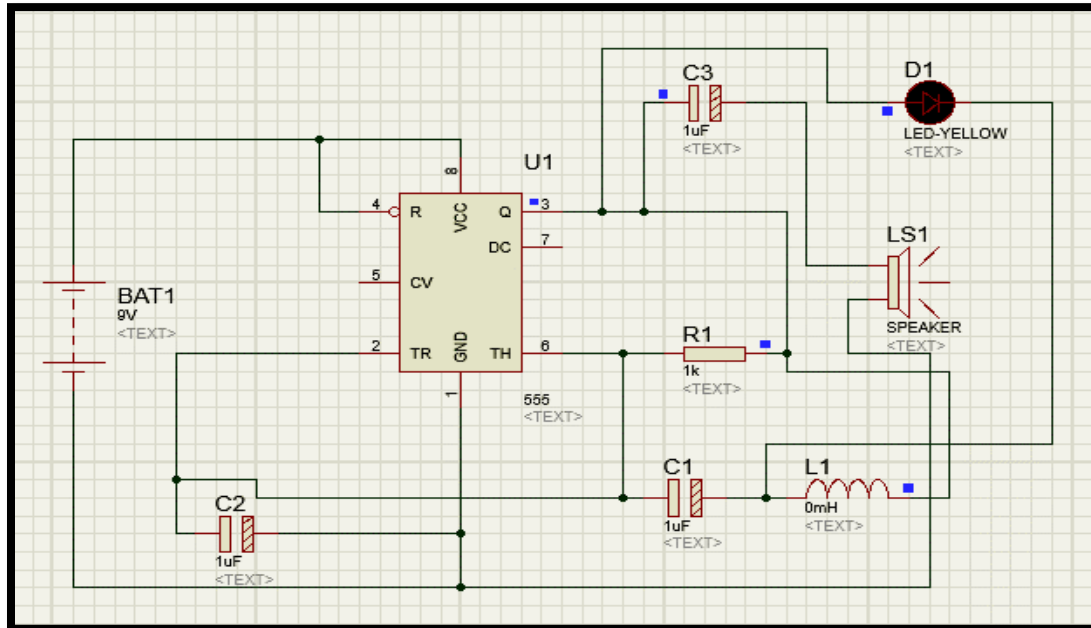 C3
1uF
<TEXT>
D1
LED-YELLOW
<TEXT>
U1
8
4
R
VCC
Q
3
DC
7
5
CV
2
TR
GND
TH
6
1
555
<TEXT>
BAT1
9V
<TEXT>
LS1
SPEAKER
<TEXT>
R1
1k
<TEXT>
C1
1uF
<TEXT>
L1
0mH
<TEXT>
C2
1uF
<TEXT>